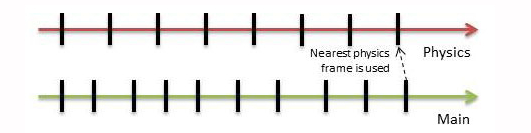 Nearest physics
frame is used
Physics
Main